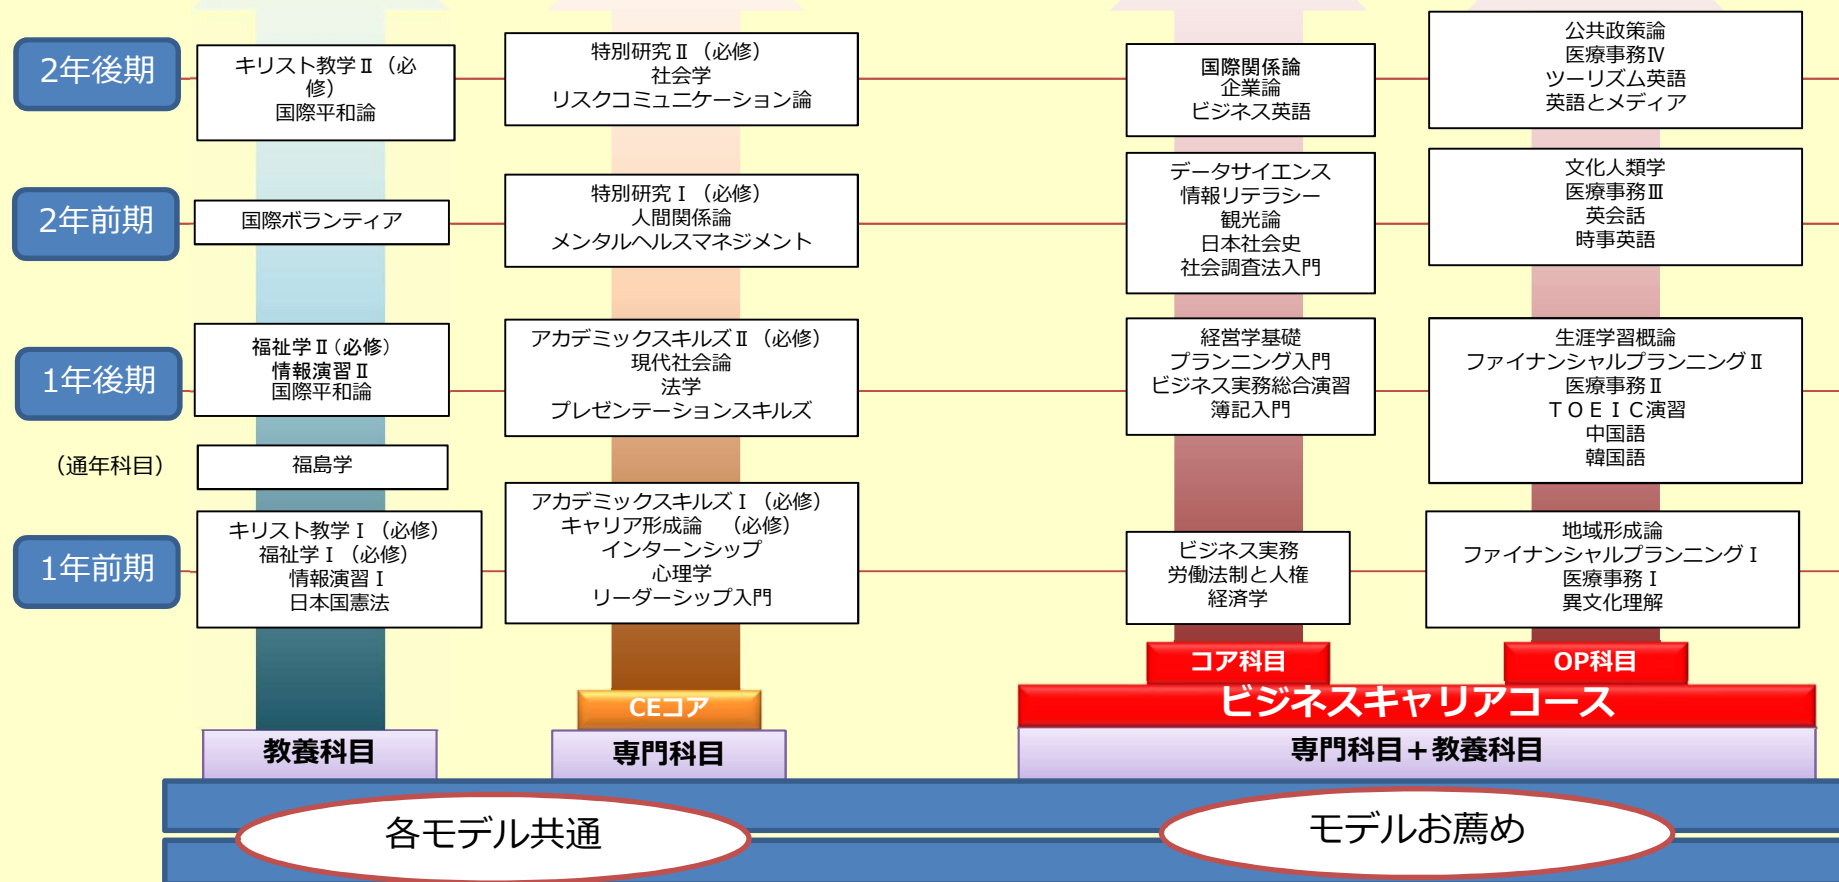 2年後期
キリスト教学Ⅱ（必
修）
国際平和論
特別研究Ⅱ（必修）
社会学
リスクコミュニケーション論
国際関係論
企業論
ビジネス英語
公共政策論
医療事務Ⅳ
ツーリズム英語
英語とメディア
2年前期
国際ボランティア
特別研究Ⅰ（必修）
人間関係論
メンタルヘルスマネジメント
データサイエンス
情報リテラシー
観光論
日本社会史
社会調査法入門
文化人類学
医療事務Ⅲ
英会話
時事英語
1年後期
福祉学Ⅱ（必修）
情報演習Ⅱ
国際平和論
アカデミックスキルズⅡ（必修）
現代社会論
法学
プレゼンテーションスキルズ
経営学基礎
プランニング入門
ビジネス実務総合演習
簿記入門
生涯学習概論
ファイナンシャルプランニングⅡ
医療事務Ⅱ
ＴＯＥＩＣ演習
中国語
韓国語
（通年科目）
福島学
1年前期
キリスト教学Ⅰ（必修）
福祉学Ⅰ（必修）
情報演習Ⅰ
日本国憲法
アカデミックスキルズⅠ（必修）
キャリア形成論　（必修）
インターンシップ
心理学
リーダーシップ入門
ビジネス実務
労働法制と人権
経済学
地域形成論
ファイナンシャルプランニングⅠ
医療事務Ⅰ
異文化理解
コア科目
OP科目
CEコア
ビジネスキャリアコース
教養科目
専門科目
専門科目＋教養科目
各モデル共通
モデルお薦め